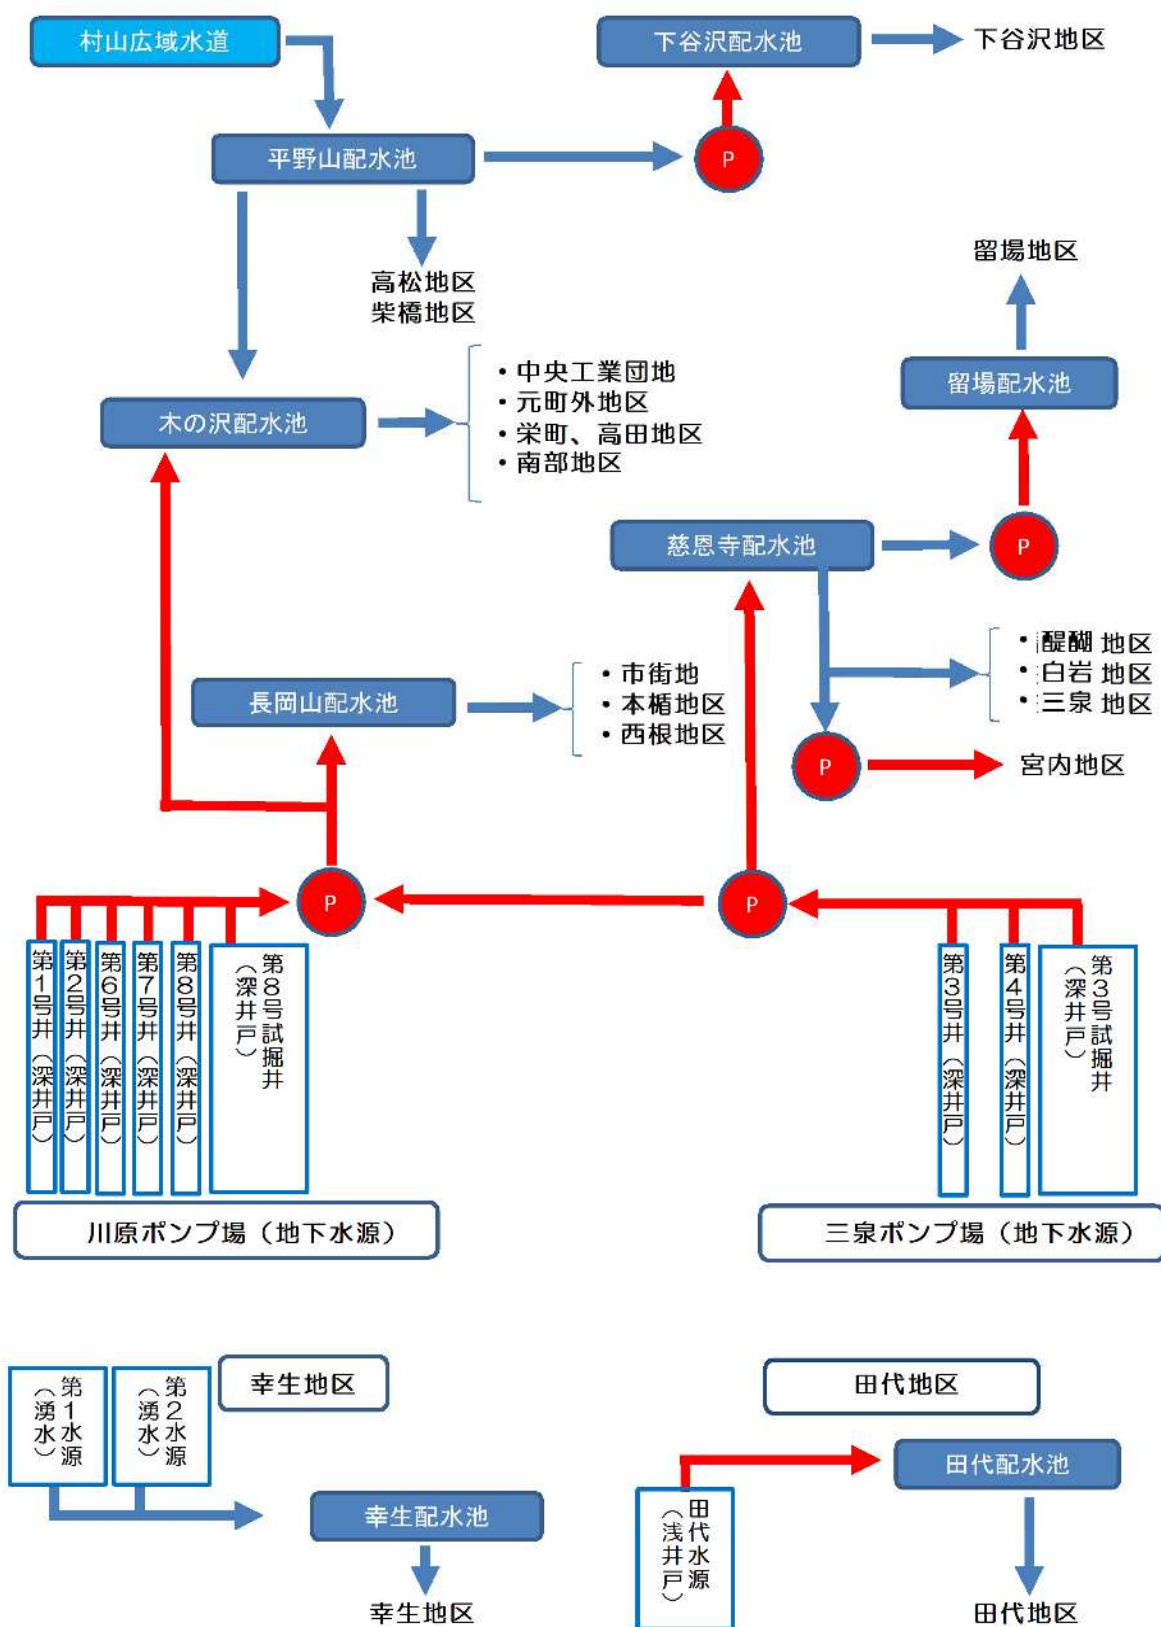 村山広域水道
下谷沢配水池
下谷沢地区
平野山配水池
P
高松地区
柴橋地区
留場地区
留場配水池
木の沢配水池
・中央工業団地
・元町外地区
・栄町、高田地区
・南部地区
慈恩寺配水池
P
・醍醐 地区
・白岩 地区
・三泉 地区
長岡山配水池
・市街地
・本楯地区
・西根地区
P
宮内地区
P
P
第1号井（深井戸）
第2号井（深井戸）
第6号井（深井戸）
第7号井（深井戸）
第8号井（深井戸）
第8号試掘井
（深井戸）
第3号井（深井戸）
第4号井（深井戸）
第3号試掘井
（深井戸）
川原ポンプ場（地下水源）
三泉ポンプ場（地下水源）
第1水源
（湧水）
第2水源
（湧水）
幸生地区
幸生配水池
幸生地区
田代地区
田代配水池
田代水源
（浅井戸）
田代地区